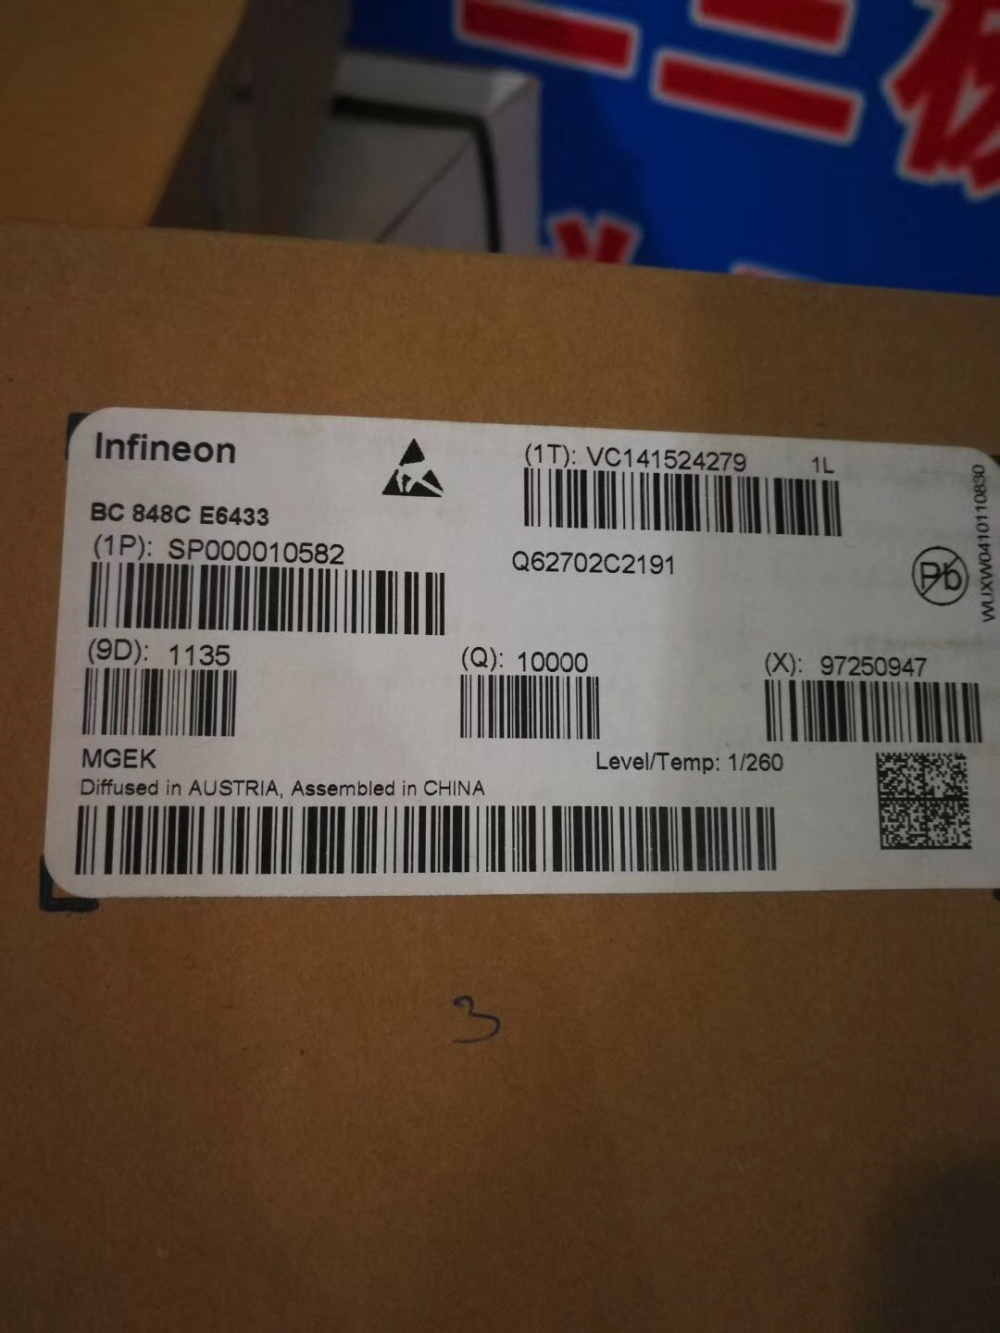 Infineon
(1T): VC141524279 1L
BC 848C E6433
(1P): SP000010582
Q62702C2191
Pb
WUXW0410110830
(9D): 1135
(Q): 10000
(X): 97250947
MGEK
Level/Temp: 1/260
Diffused in AUSTRIA, Assembled in CHINA
3